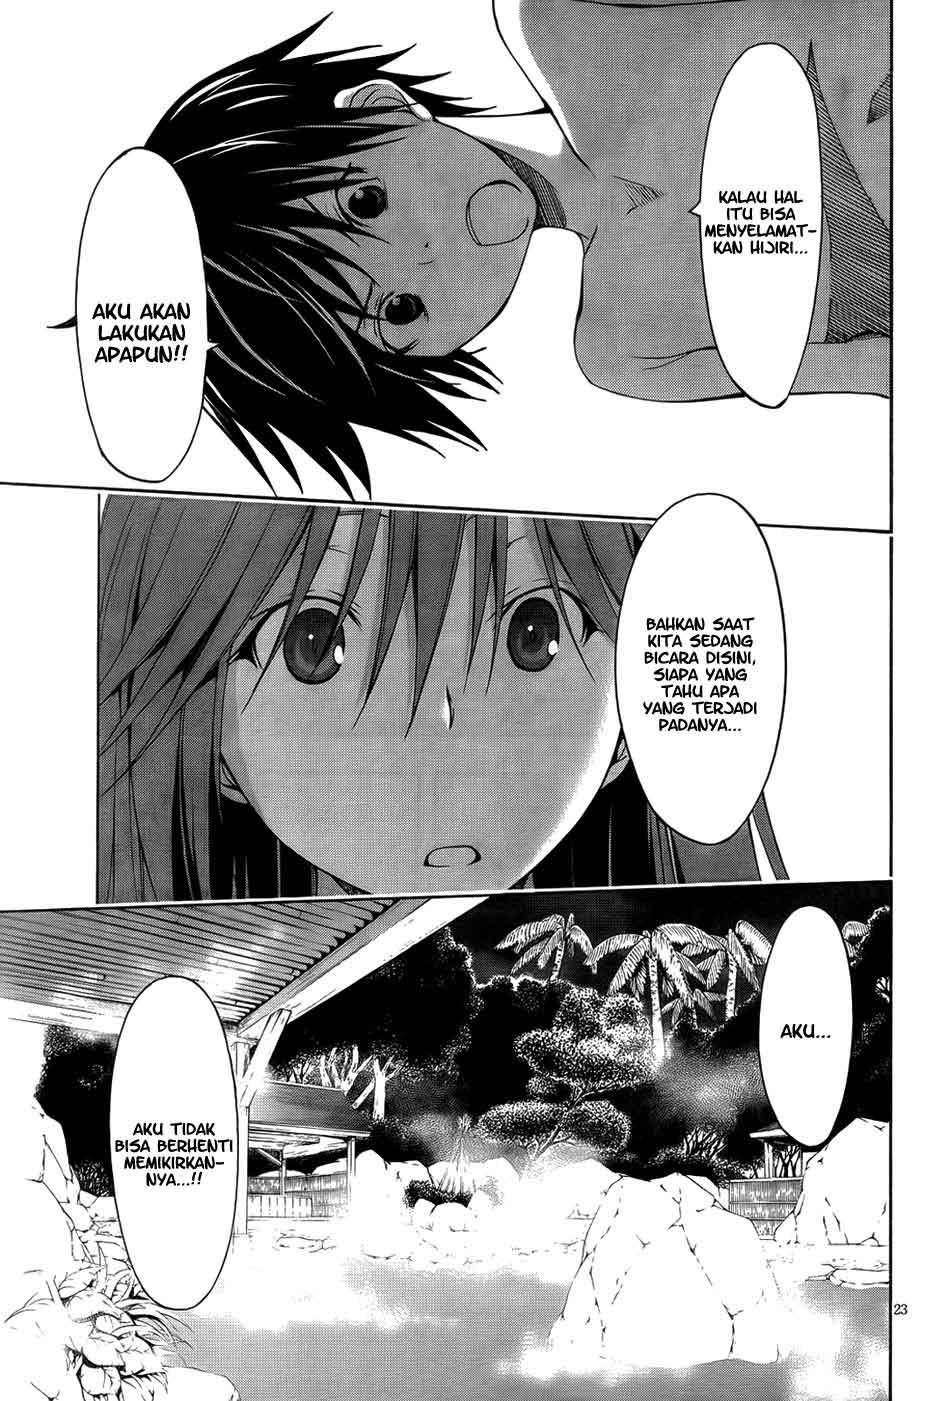 KALAU HAL
ITU BISA
MENYELAMAT-
KAN HIJIRI...
AKU AKAN
LAKUKAN
APAPUN!!
BAHKAN SAAT
KITA SEDANG
BICARA DISINI,
SIAPA YANG
TAHU APA
YANG TERJADI
PADANYA...
AKU...
AKU TIDAK
BISA BERHENTI
MEMIKIRKAN-
NYA...!!
23